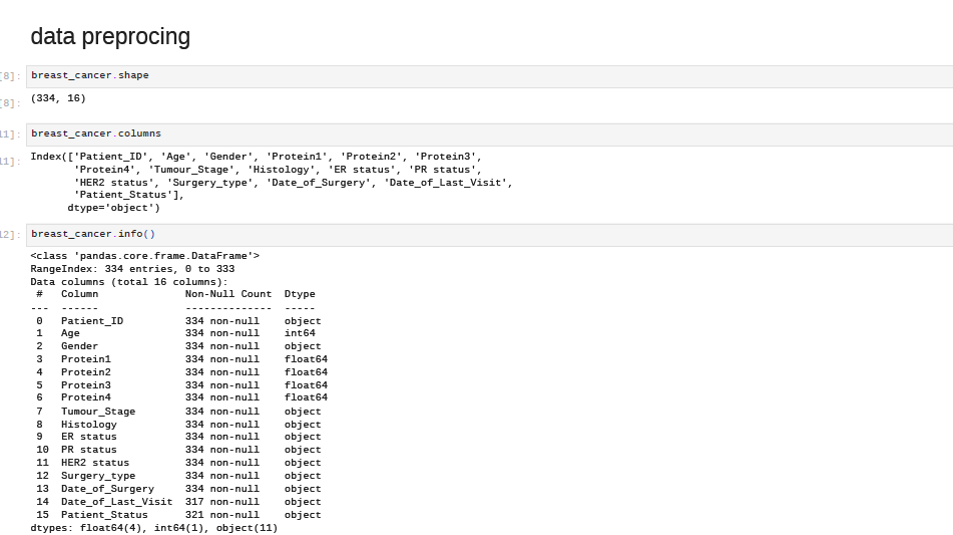 data preprocing
[8]: breast_cancer.shape
[8]: (334, 16)
11]: breast_cancer.columns
11]: Index(['Patient_ID', 'Age', 'Gender', 'Protein1', 'Protein2', 'Protein3',
'Protein4', 'Tumour_Stage', 'Histology', 'ER status', 'PR status',
'HER2 status', 'Surgery_type', 'Date_of_Surgery', 'Date_of_Last_Visit',
'Patient_Status'],
dtype='object')
12]: breast_cancer.info()
<class 'pandas.core.frame.DataFrame'>
RangeIndex: 334 entries, 0 to 333
Data columns (total 16 columns):
# Column Non-Null Count Dtype
--- ------ -------------- -----
0 Patient_ID 334 non-null object
1 Age 334 non-null int64
2 Gender 334 non-null object
3 Protein1 334 non-null float64
4 Protein2 334 non-null float64
5 Protein3 334 non-null float64
6 Protein4 334 non-null float64
7 Tumour_Stage 334 non-null object
8 Histology 334 non-null object
9 ER status 334 non-null object
10 PR status 334 non-null object
11 HER2 status 334 non-null object
12 Surgery_type 334 non-null object
13 Date_of_Surgery 334 non-null object
14 Date_of_Last_Visit 317 non-null object
15 Patient_Status 321 non-null object
dtypes: float64(4), int64(1), object(11)